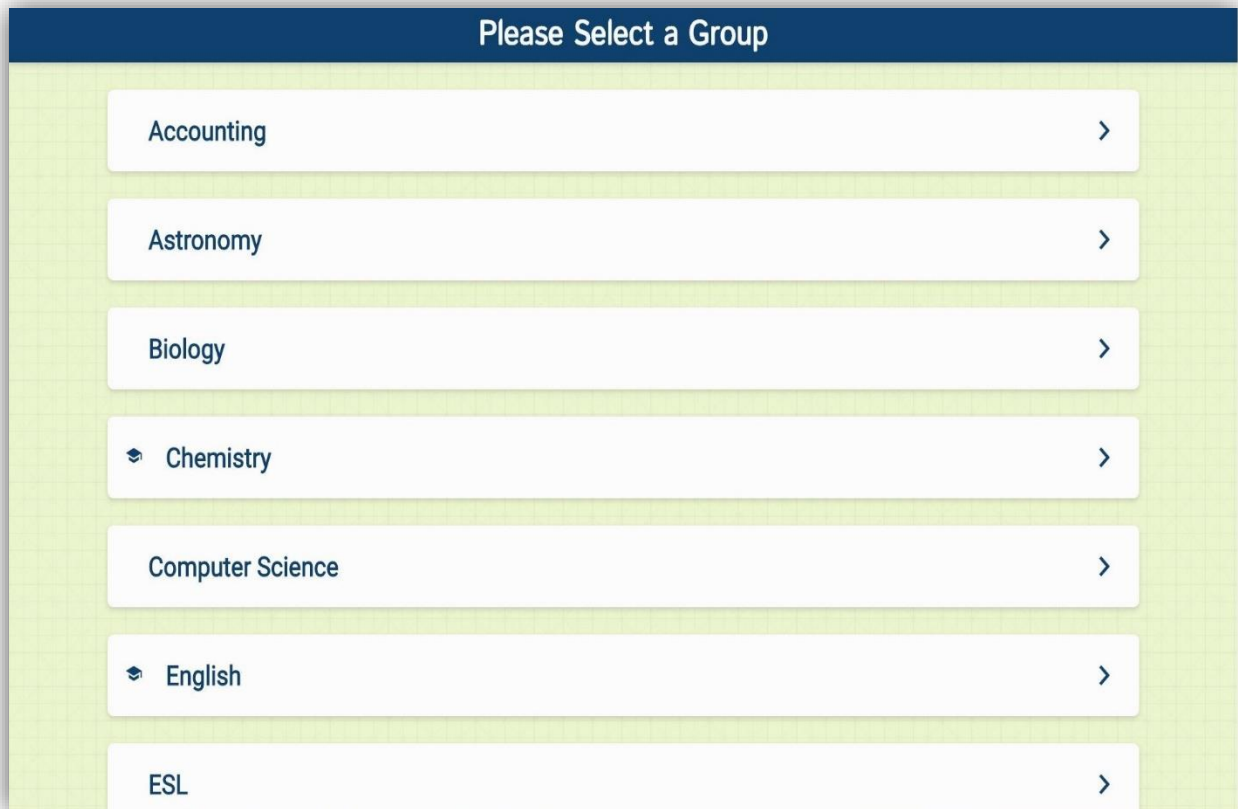 Please Select a Group
Accounting
Astronomy
Biology
Chemistry
Computer Science
English
ESL